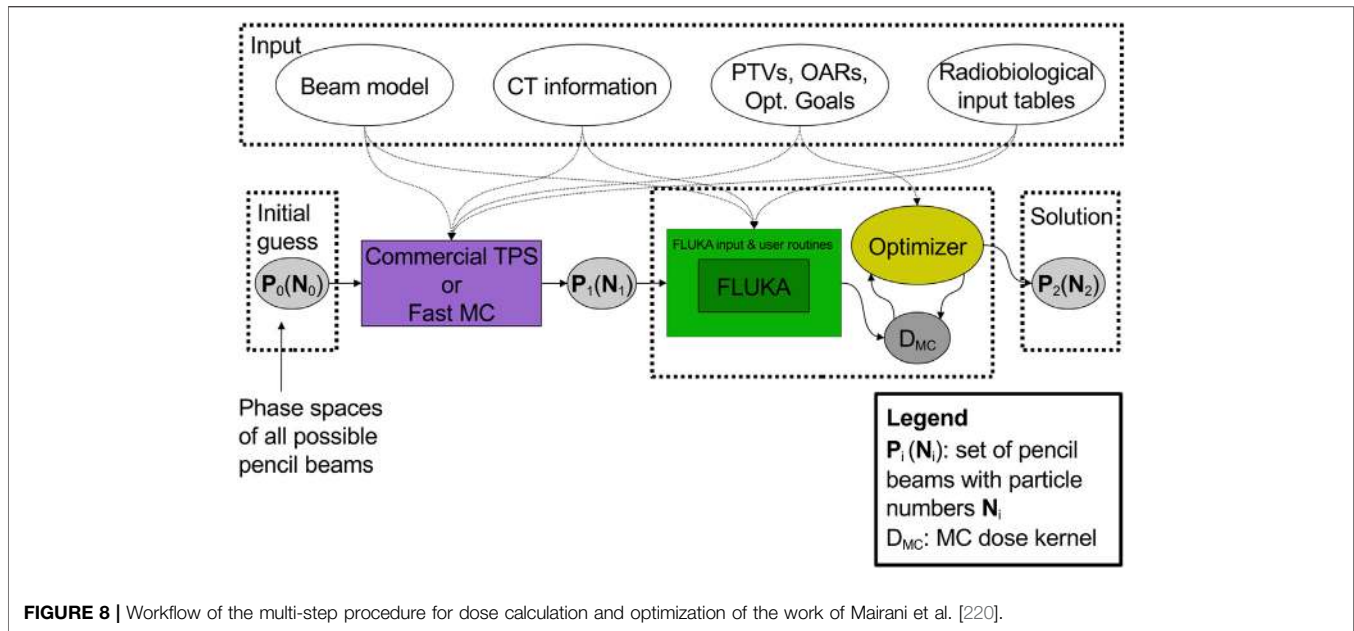 Input
Beam model
CT information
PTVs, OARs,
Opt. Goals
Radiobiological
input tables
Initial
guess
P₀(N₀)
Commercial TPS
or
Fast MC
P₁(N₁)
FLUKA input & user routines
FLUKA
Optimizer
D_MC
Solution
P₂(N₂)
Phase spaces
of all possible
pencil beams
Legend
Pᵢ(Nᵢ): set of pencil
beams with particle
numbers Nᵢ
D_MC: MC dose kernel
FIGURE 8 | Workflow of the multi-step procedure for dose calculation and optimization of the work of Mairani et al. [220].